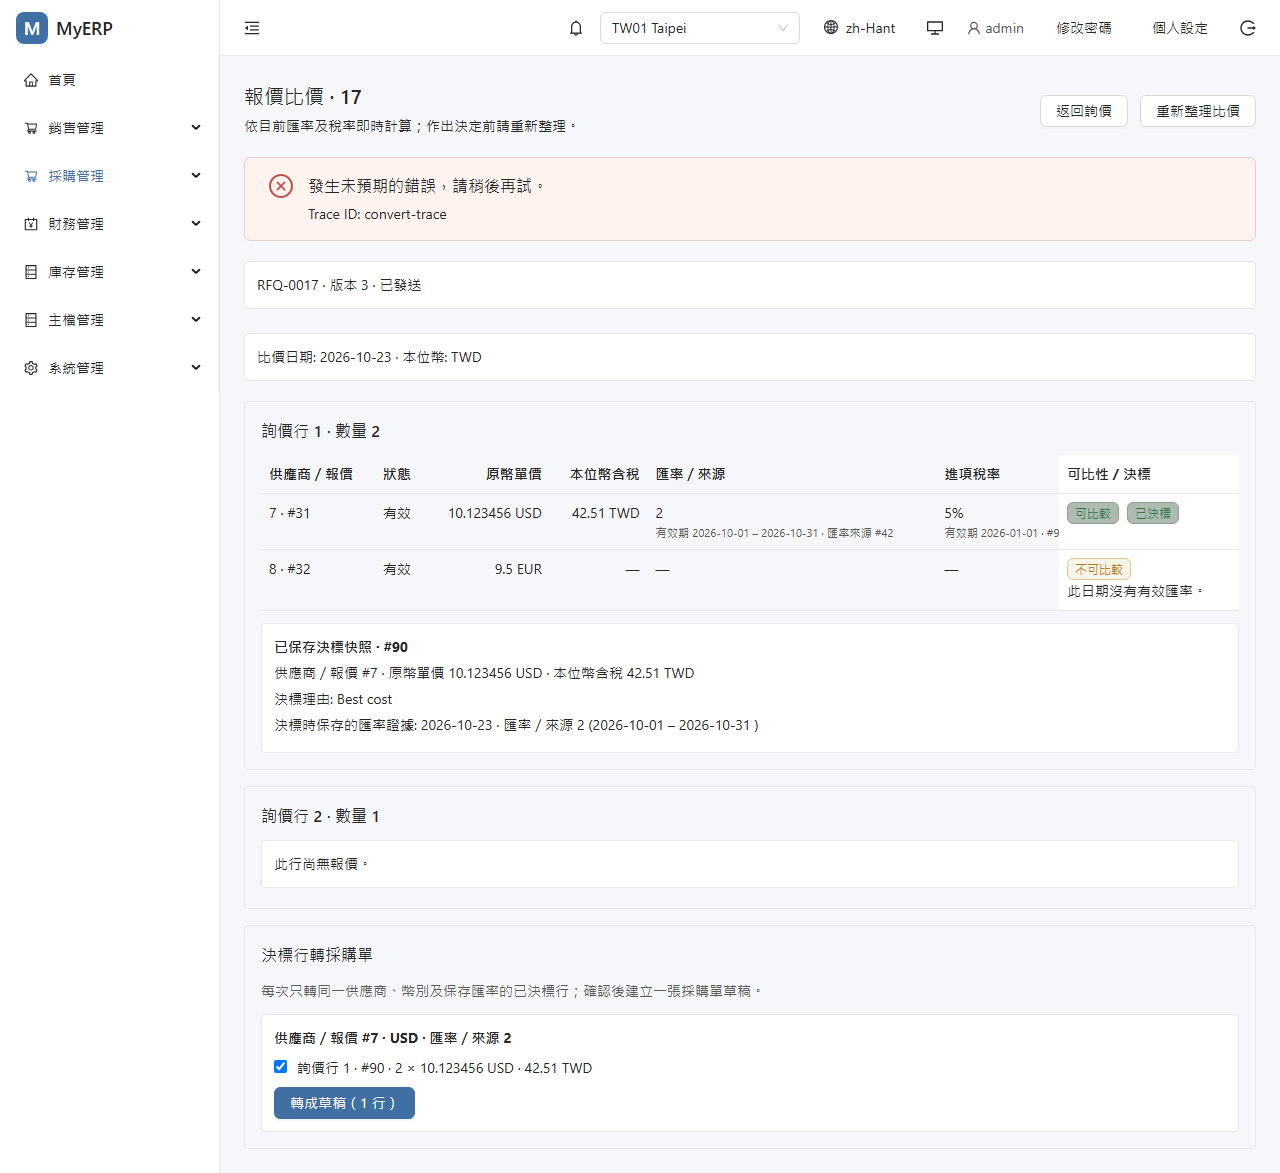 M MyERP
TW01 Taipei
zh-Hant
admin
修改密碼
個人設定
首頁
銷售管理
採購管理
財務管理
庫存管理
主檔管理
系統管理
報價比價 · 17
依目前匯率及稅率即時計算；作出決定前請重新整理。
返回詢價
重新整理比價
發生未預期的錯誤，請稍後再試。
Trace ID: convert-trace
RFQ-0017 · 版本 3 · 已發送
比價日期: 2026-10-23 · 本位幣: TWD
詢價行 1 · 數量 2
供應商 / 報價 狀態 原幣單價 本位幣含稅 匯率 / 來源 進項稅率 可比性 / 決標
7 · #31 有效 10.123456 USD 42.51 TWD 2 5% 可比較 已決標
有效期 2026-10-01 – 2026-10-31 · 匯率來源 #42 有效期 2026-01-01 · #9
8 · #32 有效 9.5 EUR — — — 不可比較
此日期沒有有效匯率。
已保存決標快照 · #90
供應商 / 報價 #7 · 原幣單價 10.123456 USD · 本位幣含稅 42.51 TWD
決標理由: Best cost
決標時保存的匯率證據: 2026-10-23 · 匯率 / 來源 2 (2026-10-01 – 2026-10-31 )
詢價行 2 · 數量 1
此行尚無報價。
決標行轉採購單
每次只轉同一供應商、幣別及保存匯率的已決標行；確認後建立一張採購單草稿。
供應商 / 報價 #7 · USD · 匯率 / 來源 2
詢價行 1 · #90 · 2 × 10.123456 USD · 42.51 TWD
轉成草稿（1 行）